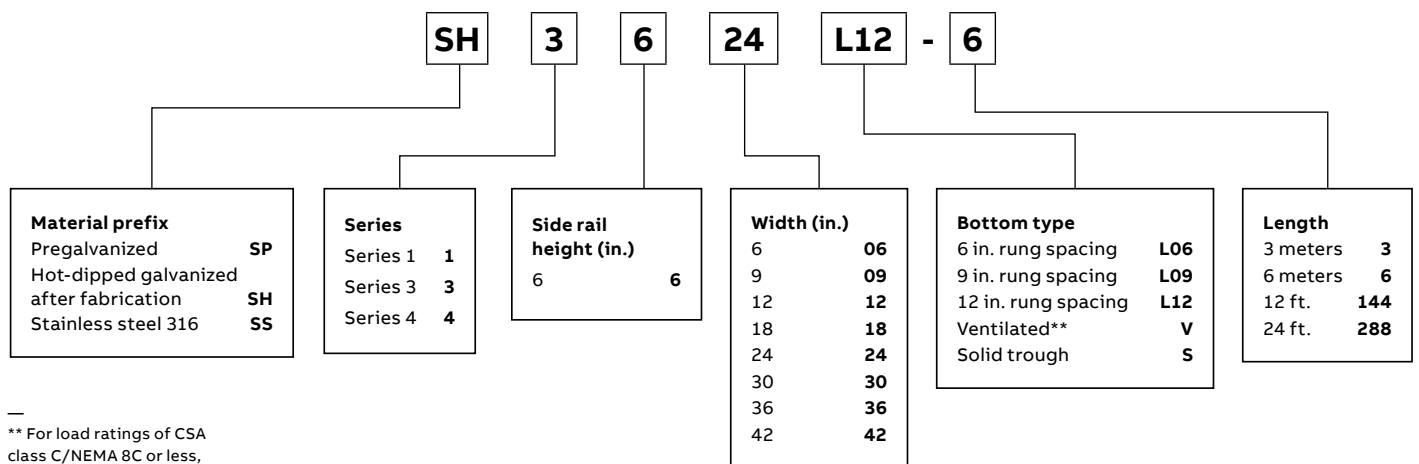 SH 3 6 24 L12 - 6
Material prefix
Pregalvanized SP
Hot-dipped galvanized
after fabrication SH
Stainless steel 316 SS
Series
Series 1 1
Series 3 3
Series 4 4
Side rail
height (in.)
6 6
Width (in.)
6 06
9 09
12 12
18 18
24 24
30 30
36 36
42 42
Bottom type
6 in. rung spacing L06
9 in. rung spacing L09
12 in. rung spacing L12
Ventilated** V
Solid trough S
Length
3 meters 3
6 meters 6
12 ft. 144
24 ft. 288
—
** For load ratings of CSA
class C/NEMA 8C or less,